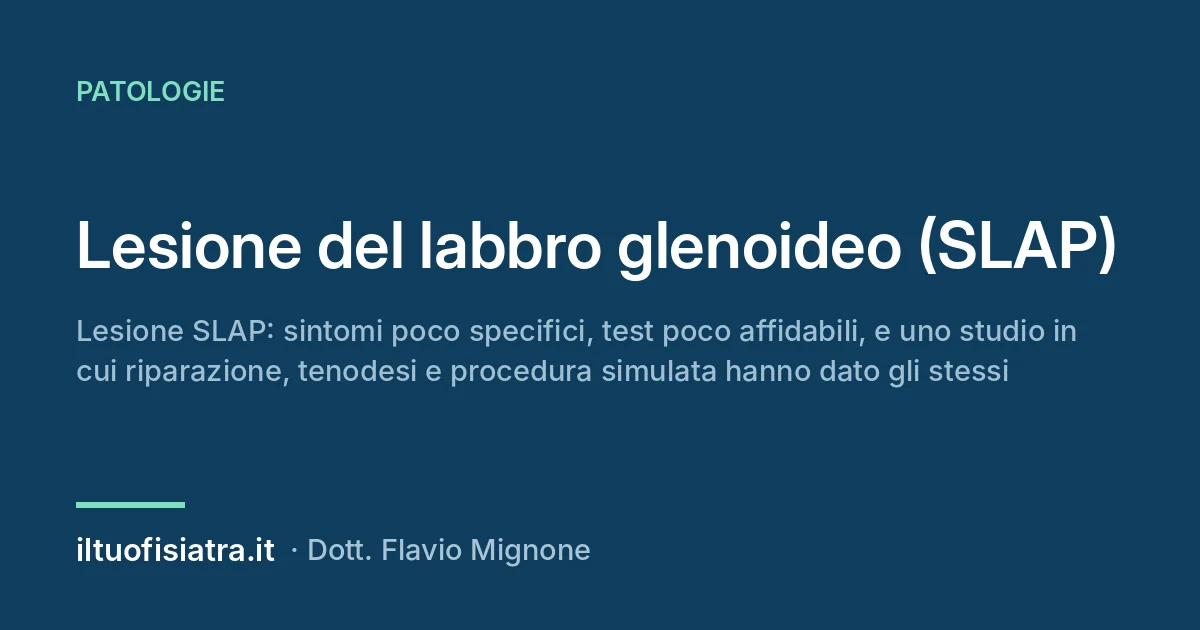 PATOLOGIE
Lesione del labbro glenoideo (SLAP)
Lesione SLAP: sintomi poco specifici, test poco affidabili, e uno studio in
cui riparazione, tenodesi e procedura simulata hanno dato gli stessi
iltuofisiatra.it · Dott. Flavio Mignone